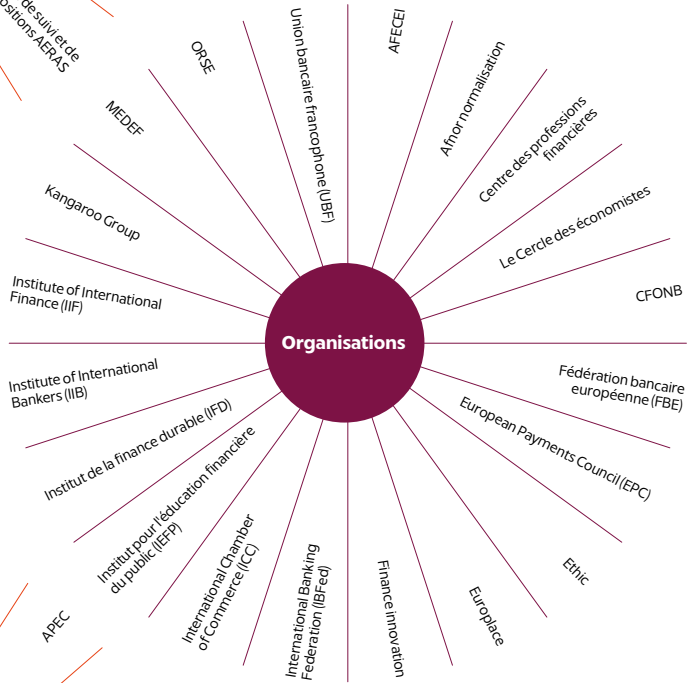 de suivi et de
ositions AERAS
ORSE
Union bancaire francophone (UBF)
AFECEI
Afnor normalisation
Centre des professions
financières
Le Cercle des économistes
CFONB
Fédération bancaire
européenne (FBE)
European Payments Council (EPC)
Ethic
Europlace
Finance innovation
International Banking
Federation (IBFed)
International Chamber
of Commerce (ICC)
Institut pour l'éducation financière
du public (IEFP)
Institut de la finance durable (IFD)
Institute of International
Bankers (IIB)
Institute of International
Finance (IIF)
Kangaroo Group
MEDEF
Organisations
APEC